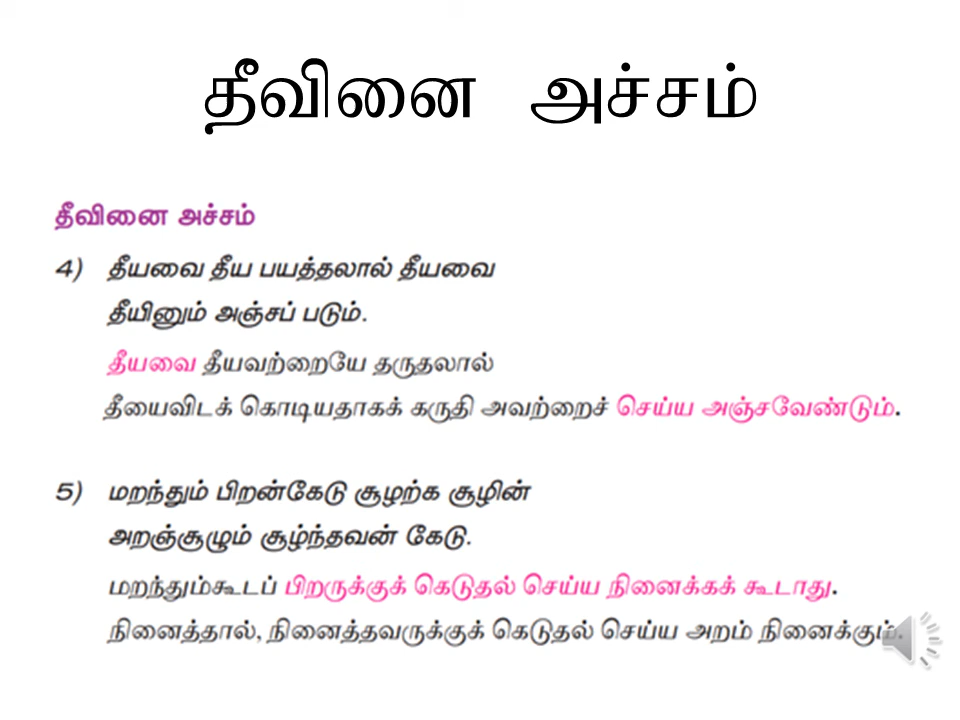 தீவினை அச்சம்
தீவினை அச்சம்
4) தீயவை தீய பயத்தலால் தீயவை
தீயினும் அஞ்சப் படும்.
தீயவை தீயவற்றையே தருதலால்
தீயைவிடக் கொடியதாகக் கருதி அவற்றைச் செய்ய அஞ்சவேண்டும்.
5) மறந்தும் பிறன்கேடு சூழற்க சூழின்
அறஞ்சூழும் சூழ்ந்தவன் கேடு.
மறந்தும்கூடப் பிறருக்குக் கெடுதல் செய்ய நினைக்கக் கூடாது.
நினைத்தால், நினைத்தவருக்குக் கெடுதல் செய்ய அறம் நினைக்கும்.